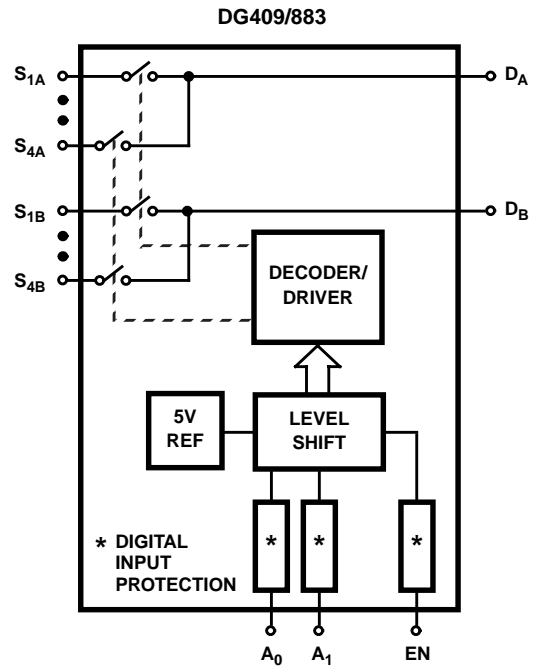 DG409/883
S1A
DA
S4A
S1B
DB
S4B
DECODER/
DRIVER
5V
REF
LEVEL
SHIFT
* DIGITAL
INPUT
PROTECTION
*
*
*
A0
A1
EN